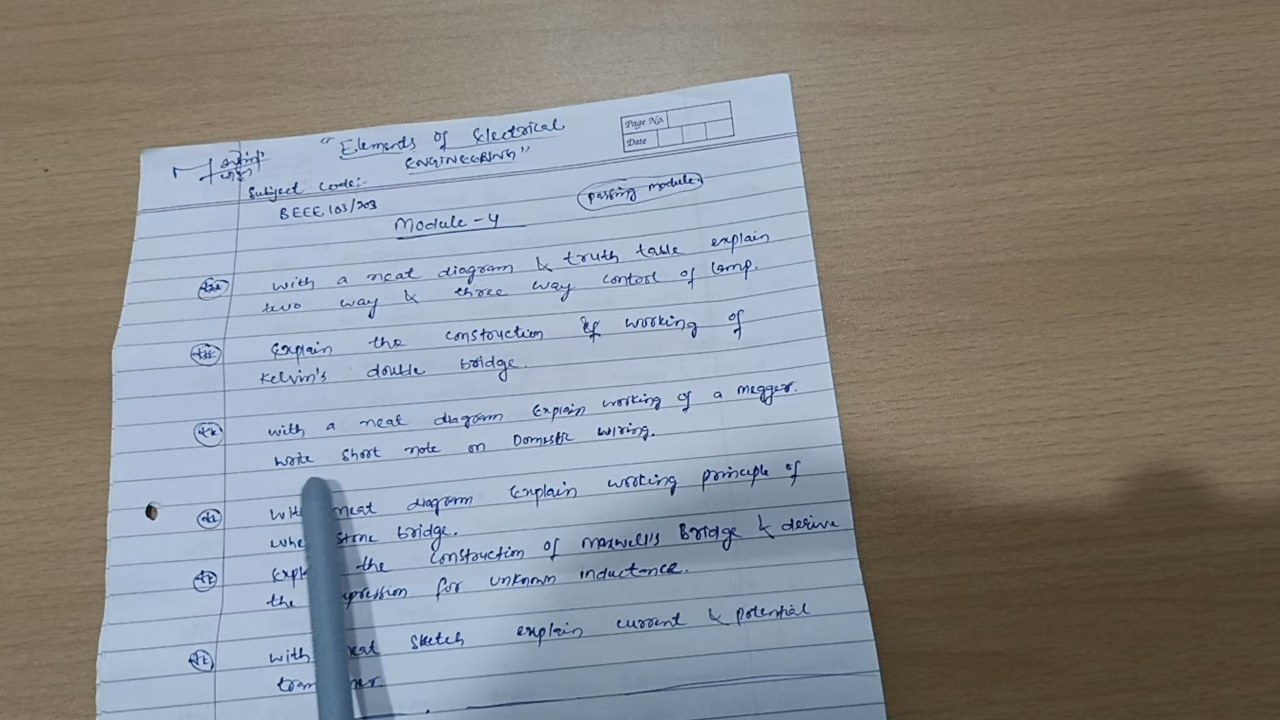 "Elements of Electrical
ENGINEERING"
Page No.
Date
Subject Code:-
BEEE103/203
Passing module
Module-4
with a neat diagram & truth table explain
two way & three way control of lamp.
Explain the construction & working of
Kelvin's double bridge.
with a neat diagram Explain working of a megger.
write short note on Domestic wiring.
neat diagram Explain working principle of
stone bridge.
the construction of Maxwell's Bridge & derive
the for unknown inductance.
with sketch explain current & potential